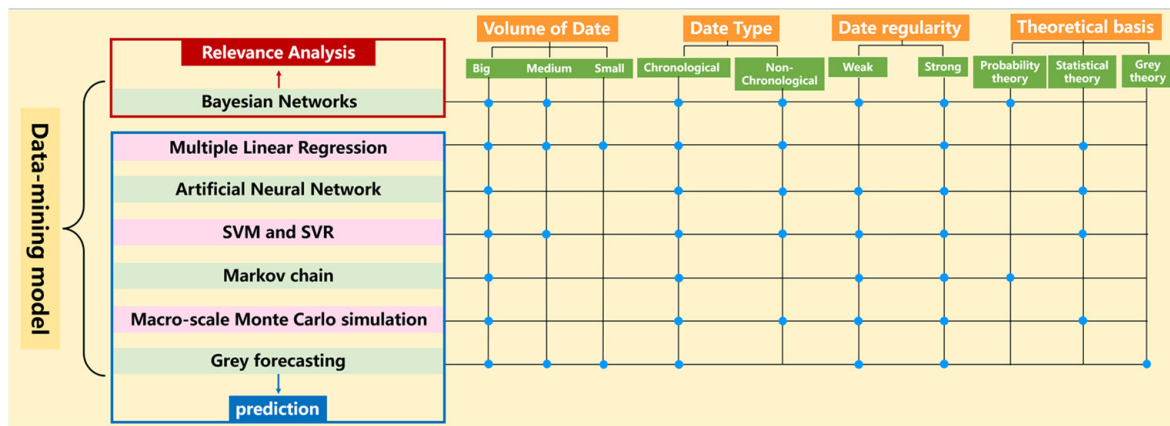 Volume of Date
Date Type
Date regularity
Theoretical basis
Relevance Analysis
Big
Medium
Small
Chronological
Non-
Chronological
Weak
Strong
Probability
theory
Statistical
theory
Grey
theory
Bayesian Networks
Data-mining model
Multiple Linear Regression
Artificial Neural Network
SVM and SVR
Markov chain
Macro-scale Monte Carlo simulation
Grey forecasting
prediction